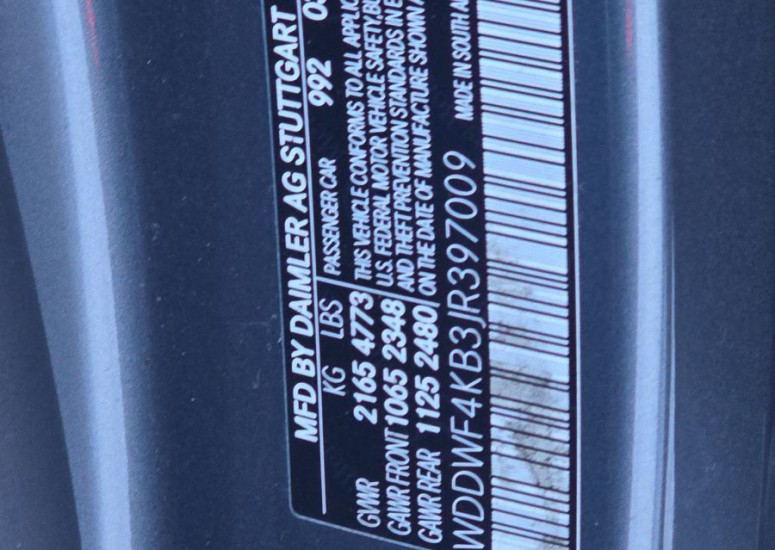 MFD BY DAIMLER AG STUTTGART
KG LBS PASSENGER CAR 992
GVWR 2165 4773 THIS VEHICLE CONFORMS TO ALL
GAWR FRONT 1065 2348 U.S. FEDERAL MOTOR VEHICLE SAFETY,
GAWR REAR 1125 2480 AND THEFT PREVENTION STANDARDS IN
ON THE DATE OF MANUFACTURE SHOWN
WDDWF4KB3JR397009 MADE IN SOUTH